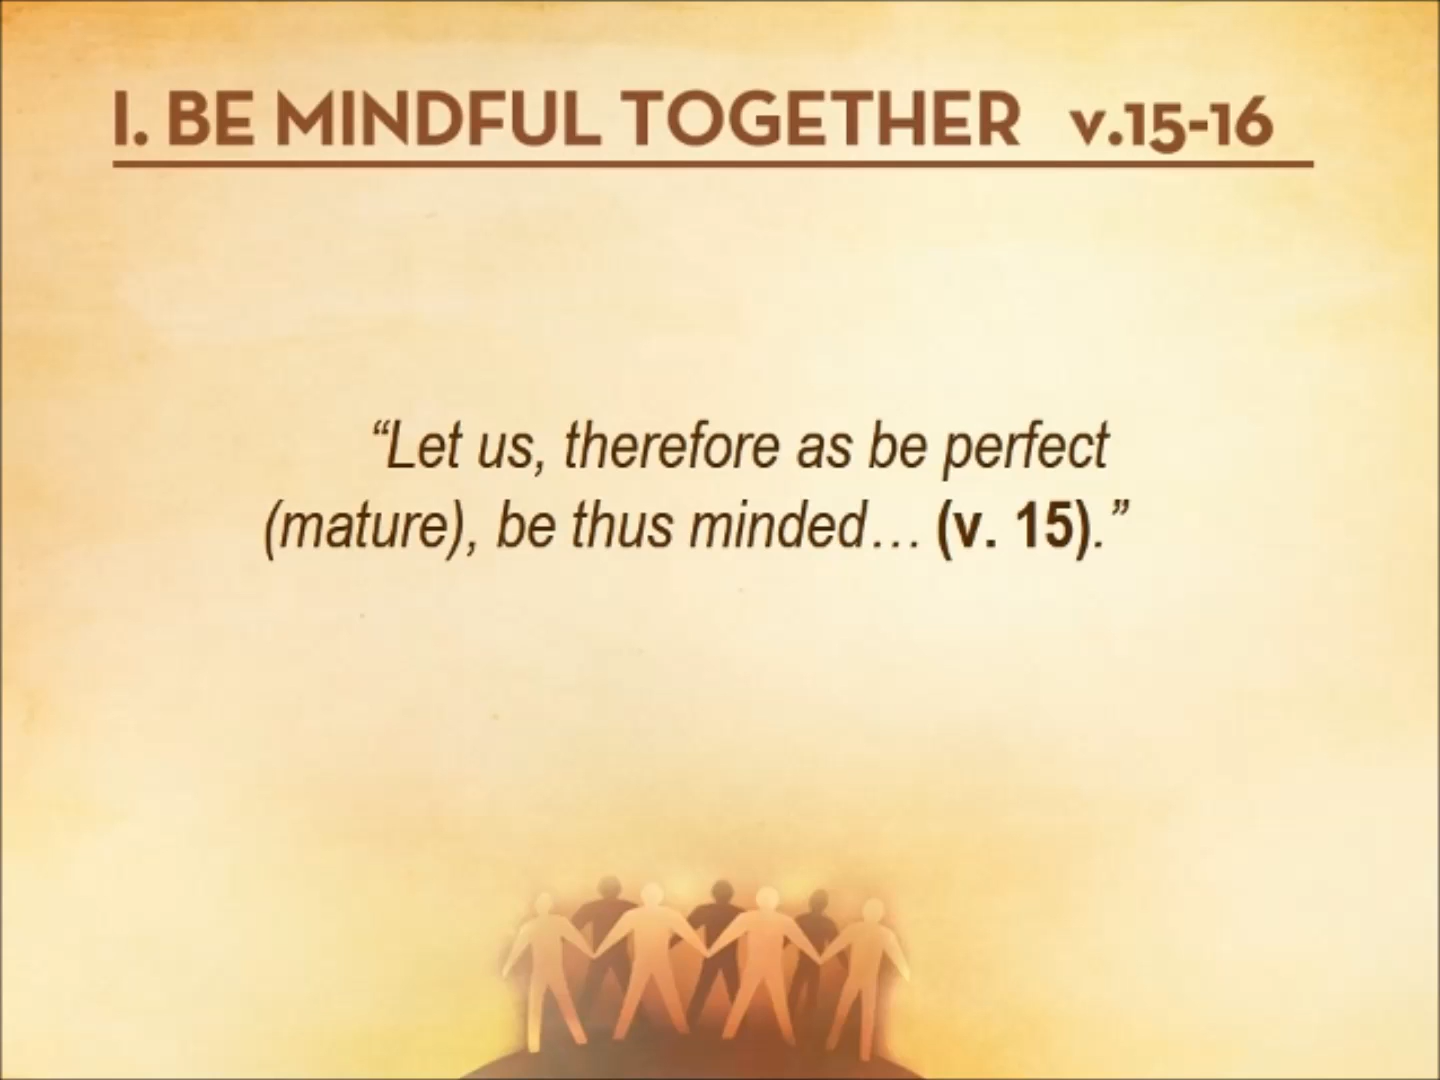 I. BE MINDFUL TOGETHER v.15-16
“Let us, therefore as be perfect
(mature), be thus minded… (v. 15).”